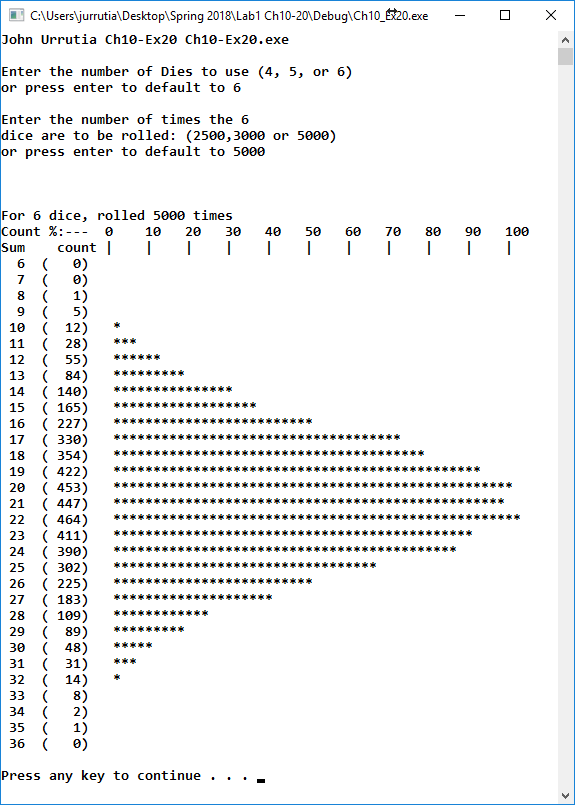 C:\Users\jurrutia\Desktop\Spring 2018\Lab1 Ch10-20\Debug\Ch10_Ex20.exe
John Urrutia Ch10-Ex20 Ch10-Ex20.exe
Enter the number of Dies to use (4, 5, or 6)
or press enter to default to 6
Enter the number of times the 6
dice are to be rolled: (2500,3000 or 5000)
or press enter to default to 5000
For 6 dice, rolled 5000 times
Count %:---  0    10   20   30   40   50   60   70   80   90   100
Sum    count |    |    |    |    |    |    |    |    |    |    |
  6  (   0)
  7  (   0)
  8  (   1)
  9  (   5)
 10  (  12)   *
 11  (  28)   ***
 12  (  55)   ******
 13  (  84)   *********
 14  ( 140)   ***************
 15  ( 165)   ******************
 16  ( 227)   *************************
 17  ( 330)   ************************************
 18  ( 354)   ***************************************
 19  ( 422)   **********************************************
 20  ( 453)   **************************************************
 21  ( 447)   *************************************************
 22  ( 464)   ***************************************************
 23  ( 411)   *********************************************
 24  ( 390)   *******************************************
 25  ( 302)   *********************************
 26  ( 225)   *************************
 27  ( 183)   ********************
 28  ( 109)   ************
 29  (  89)   *********
 30  (  48)   *****
 31  (  31)   ***
 32  (  14)   *
 33  (   8)
 34  (   2)
 35  (   1)
 36  (   0)
Press any key to continue . . .